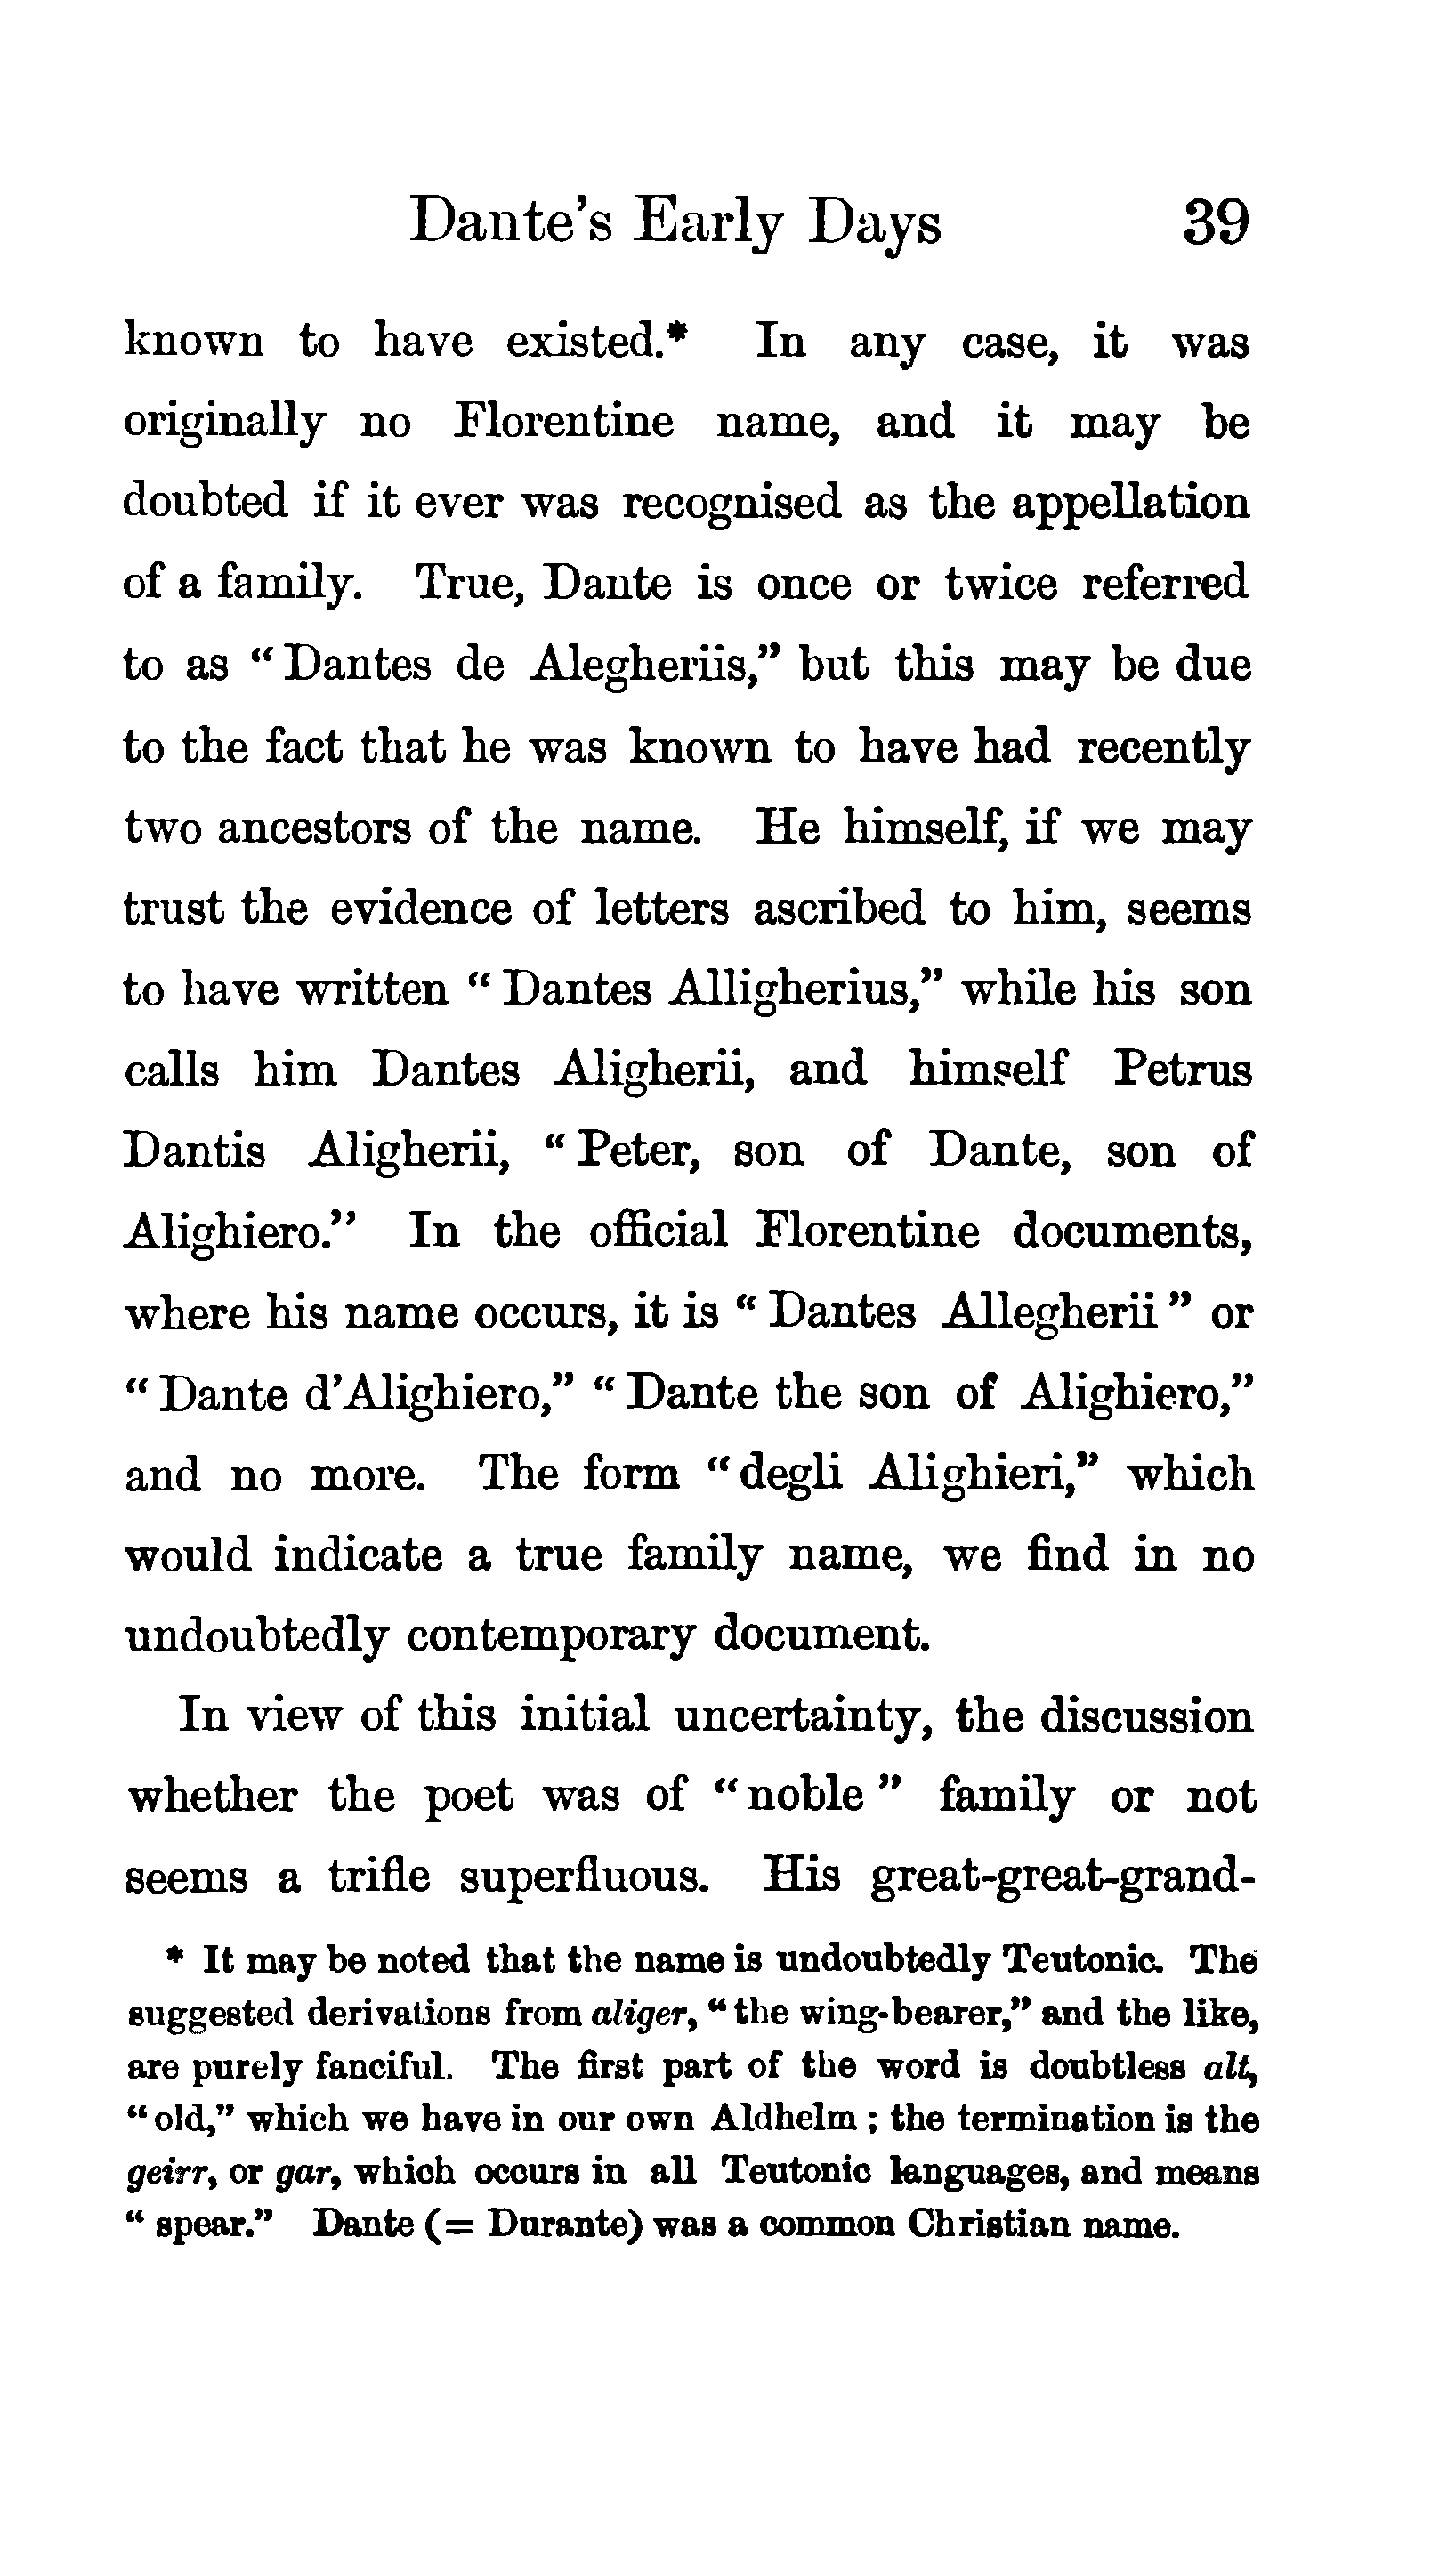 Dante's Early Days 39
known to have existed.* In any case, it was
originally no Florentine name, and it may be
doubted if it ever was recognised as the appellation
of a family. True, Dante is once or twice referred
to as “Dantes de Alegheriis,” but this may be due
to the fact that he was known to have had recently
two ancestors of the name. He himself, if we may
trust the evidence of letters ascribed to him, seems
to have written “Dantes Alligherius,” while his son
calls him Dantes Aligherii, and himself Petrus
Dantis Aligherii, “Peter, son of Dante, son of
Alighiero.” In the official Florentine documents,
where his name occurs, it is “Dantes Allegherii” or
“Dante d'Alighiero,” “Dante the son of Alighiero,”
and no more. The form “degli Alighieri,” which
would indicate a true family name, we find in no
undoubtedly contemporary document.
In view of this initial uncertainty, the discussion
whether the poet was of “noble” family or not
seems a trifle superfluous. His great-great-grand-
* It may be noted that the name is undoubtedly Teutonic. The
suggested derivations from aliger, “the wing-bearer,” and the like,
are purely fanciful. The first part of the word is doubtless alt,
“old,” which we have in our own Aldhelm; the termination is the
geirr, or gar, which occurs in all Teutonic languages, and means
“spear.” Dante (= Durante) was a common Christian name.